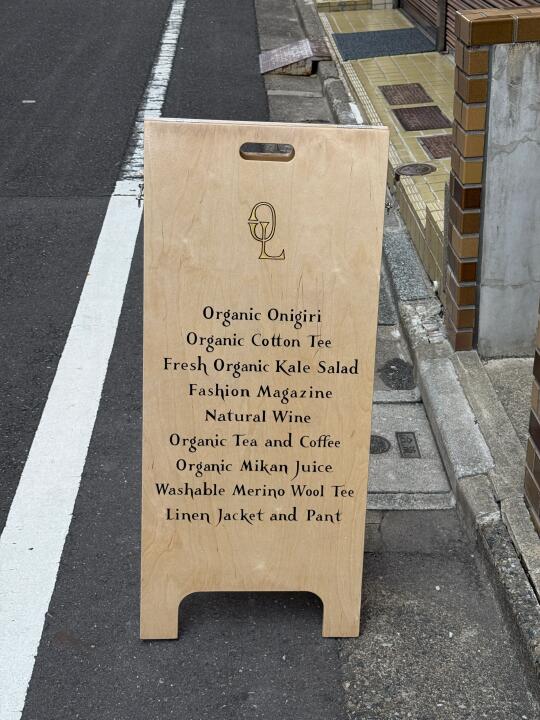 OL
Organic Onigiri
Organic Cotton Tee
Fresh Organic Kale Salad
Fashion Magazine
Natural Wine
Organic Tea and Coffee
Organic Mikan Juice
Washable Merino Wool Tee
Linen Jacket and Pant